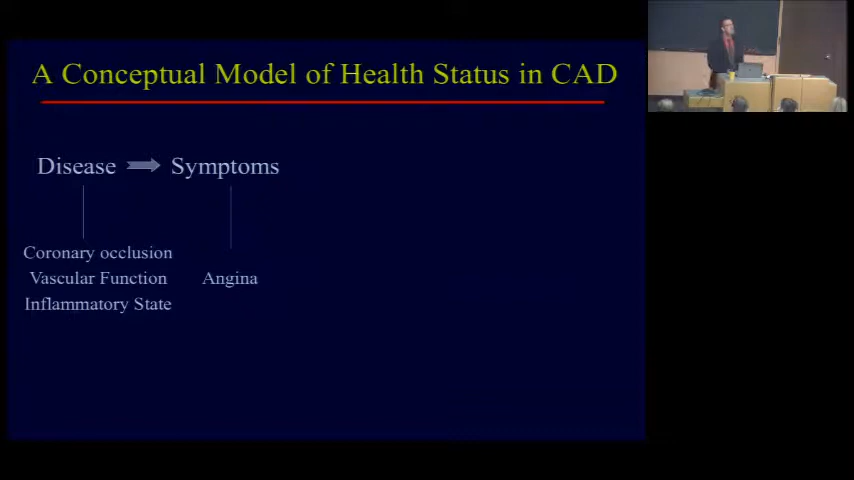 A Conceptual Model of Health Status in CAD
Disease Symptoms
Coronary occlusion
Vascular Function Angina
Inflammatory State